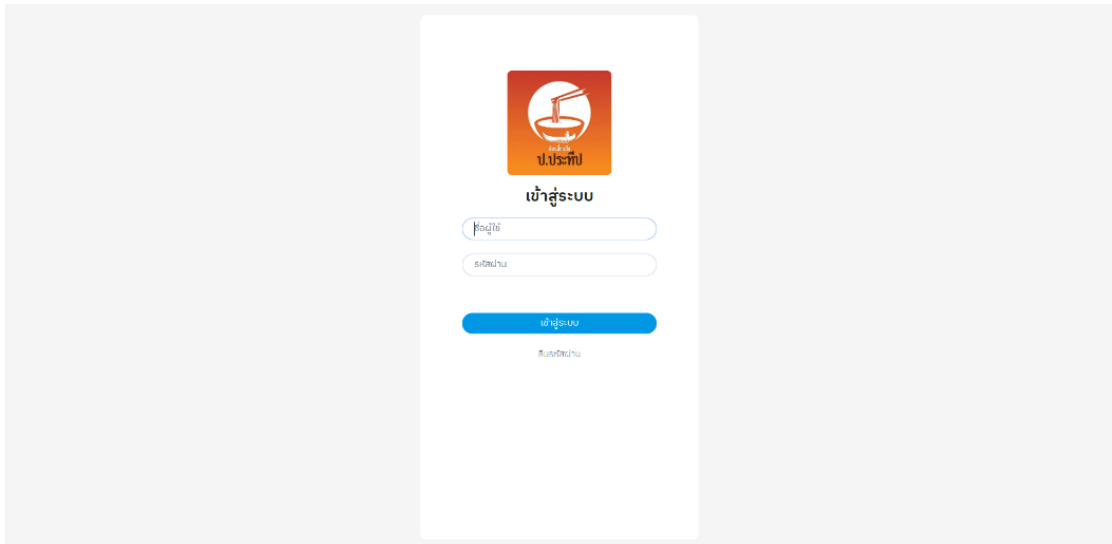 ป.ประทีป
เข้าสู่ระบบ
ชื่อผู้ใช้
รหัสผ่าน
เข้าสู่ระบบ
ลืมรหัสผ่าน